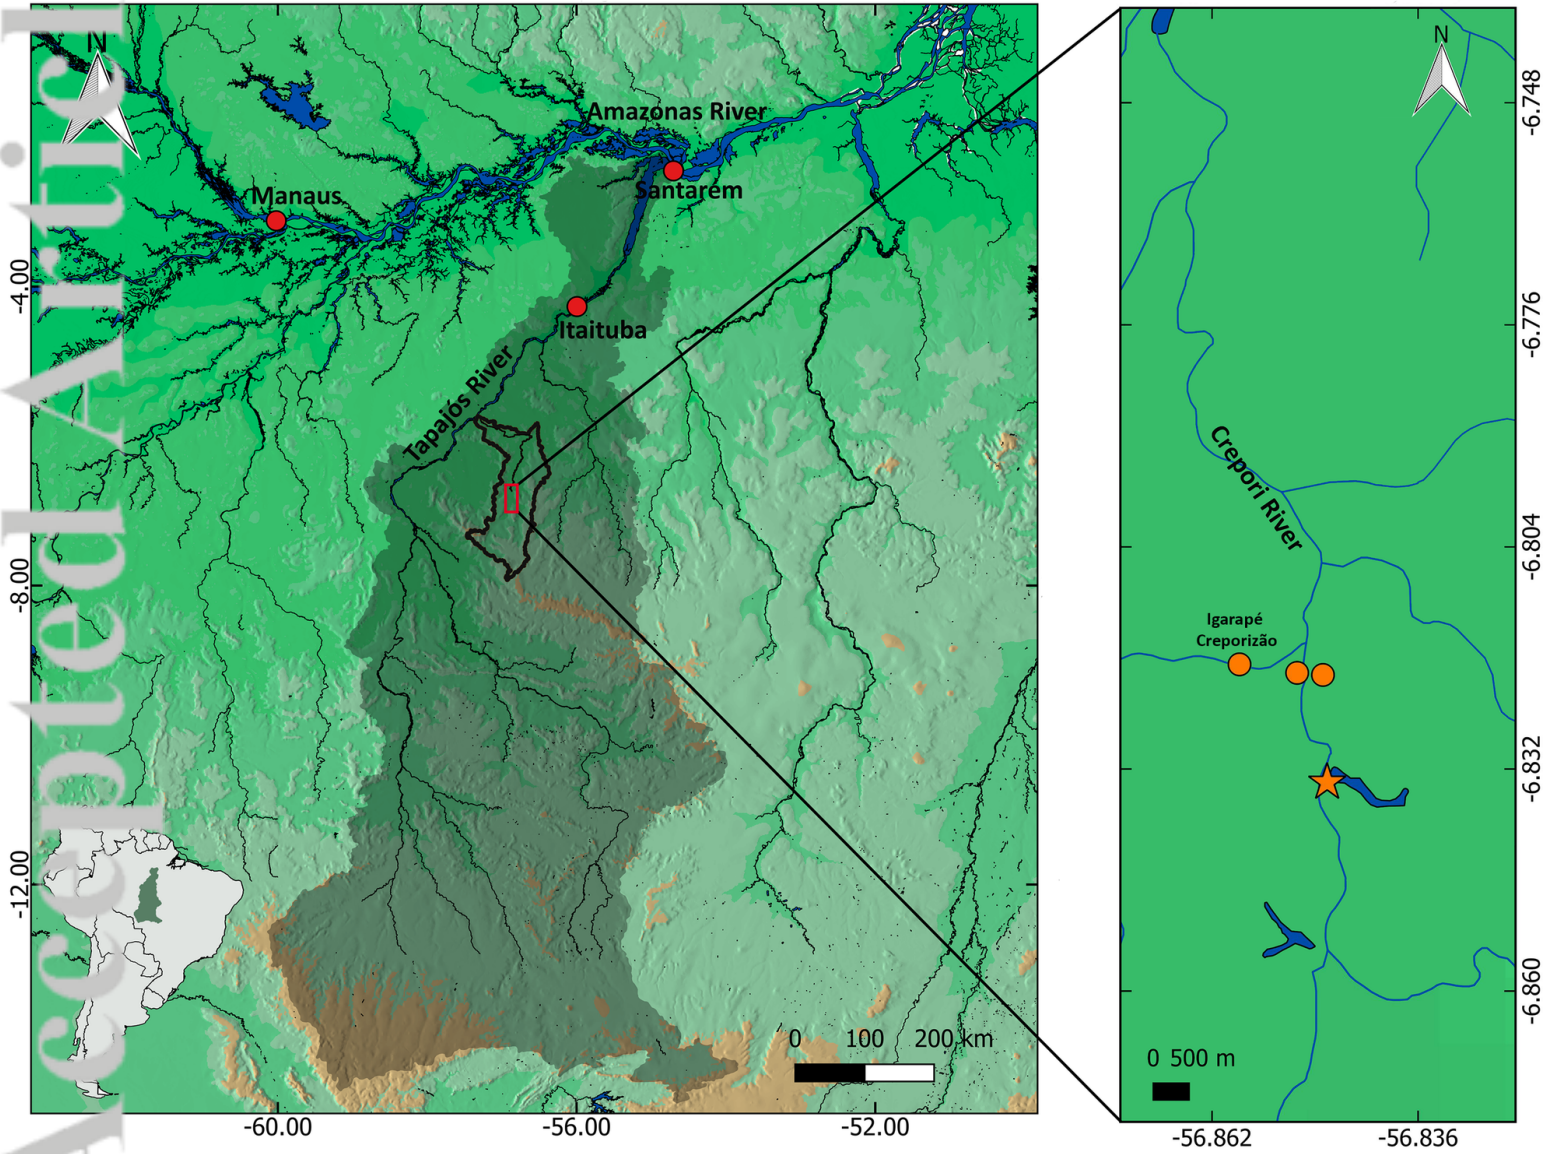 Accepted Articl
N
Amazonas River
Manaus
Santarém
Itaituba
Tapajós River
-4.00
-8.00
-12.00
0 100 200 km
-60.00 -56.00 -52.00
N
Crepori River
Igarapé
Creporizão
0 500 m
-6.748
-6.776
-6.804
-6.832
-6.860
-56.862 -56.836